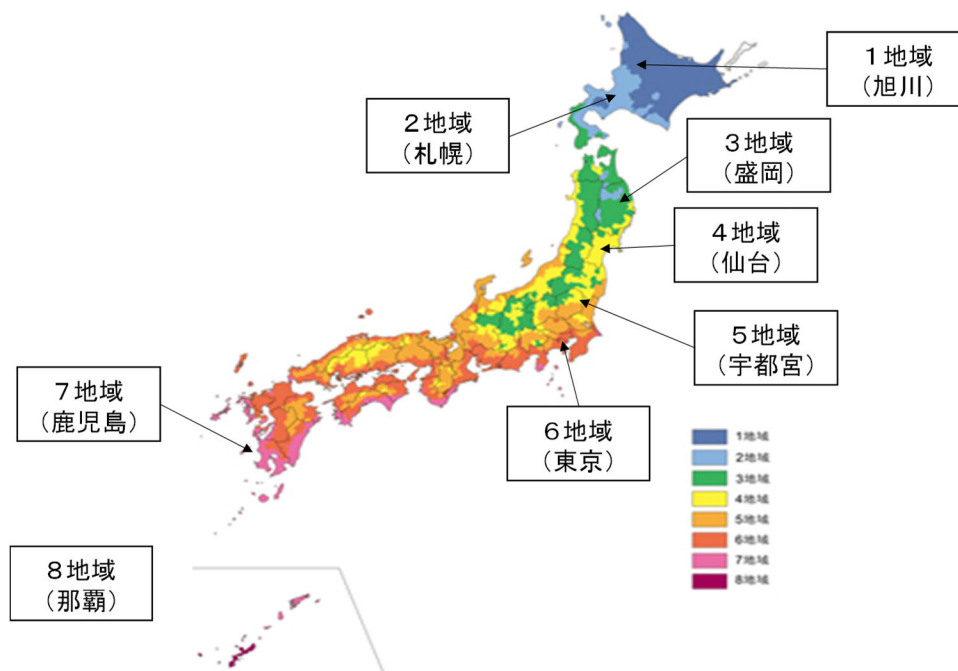 1地域
(旭川)
2地域
(札幌)
3地域
(盛岡)
4地域
(仙台)
5地域
(宇都宮)
7地域
(鹿児島)
6地域
(東京)
8地域
(那覇)
1地域
2地域
3地域
4地域
5地域
6地域
7地域
8地域